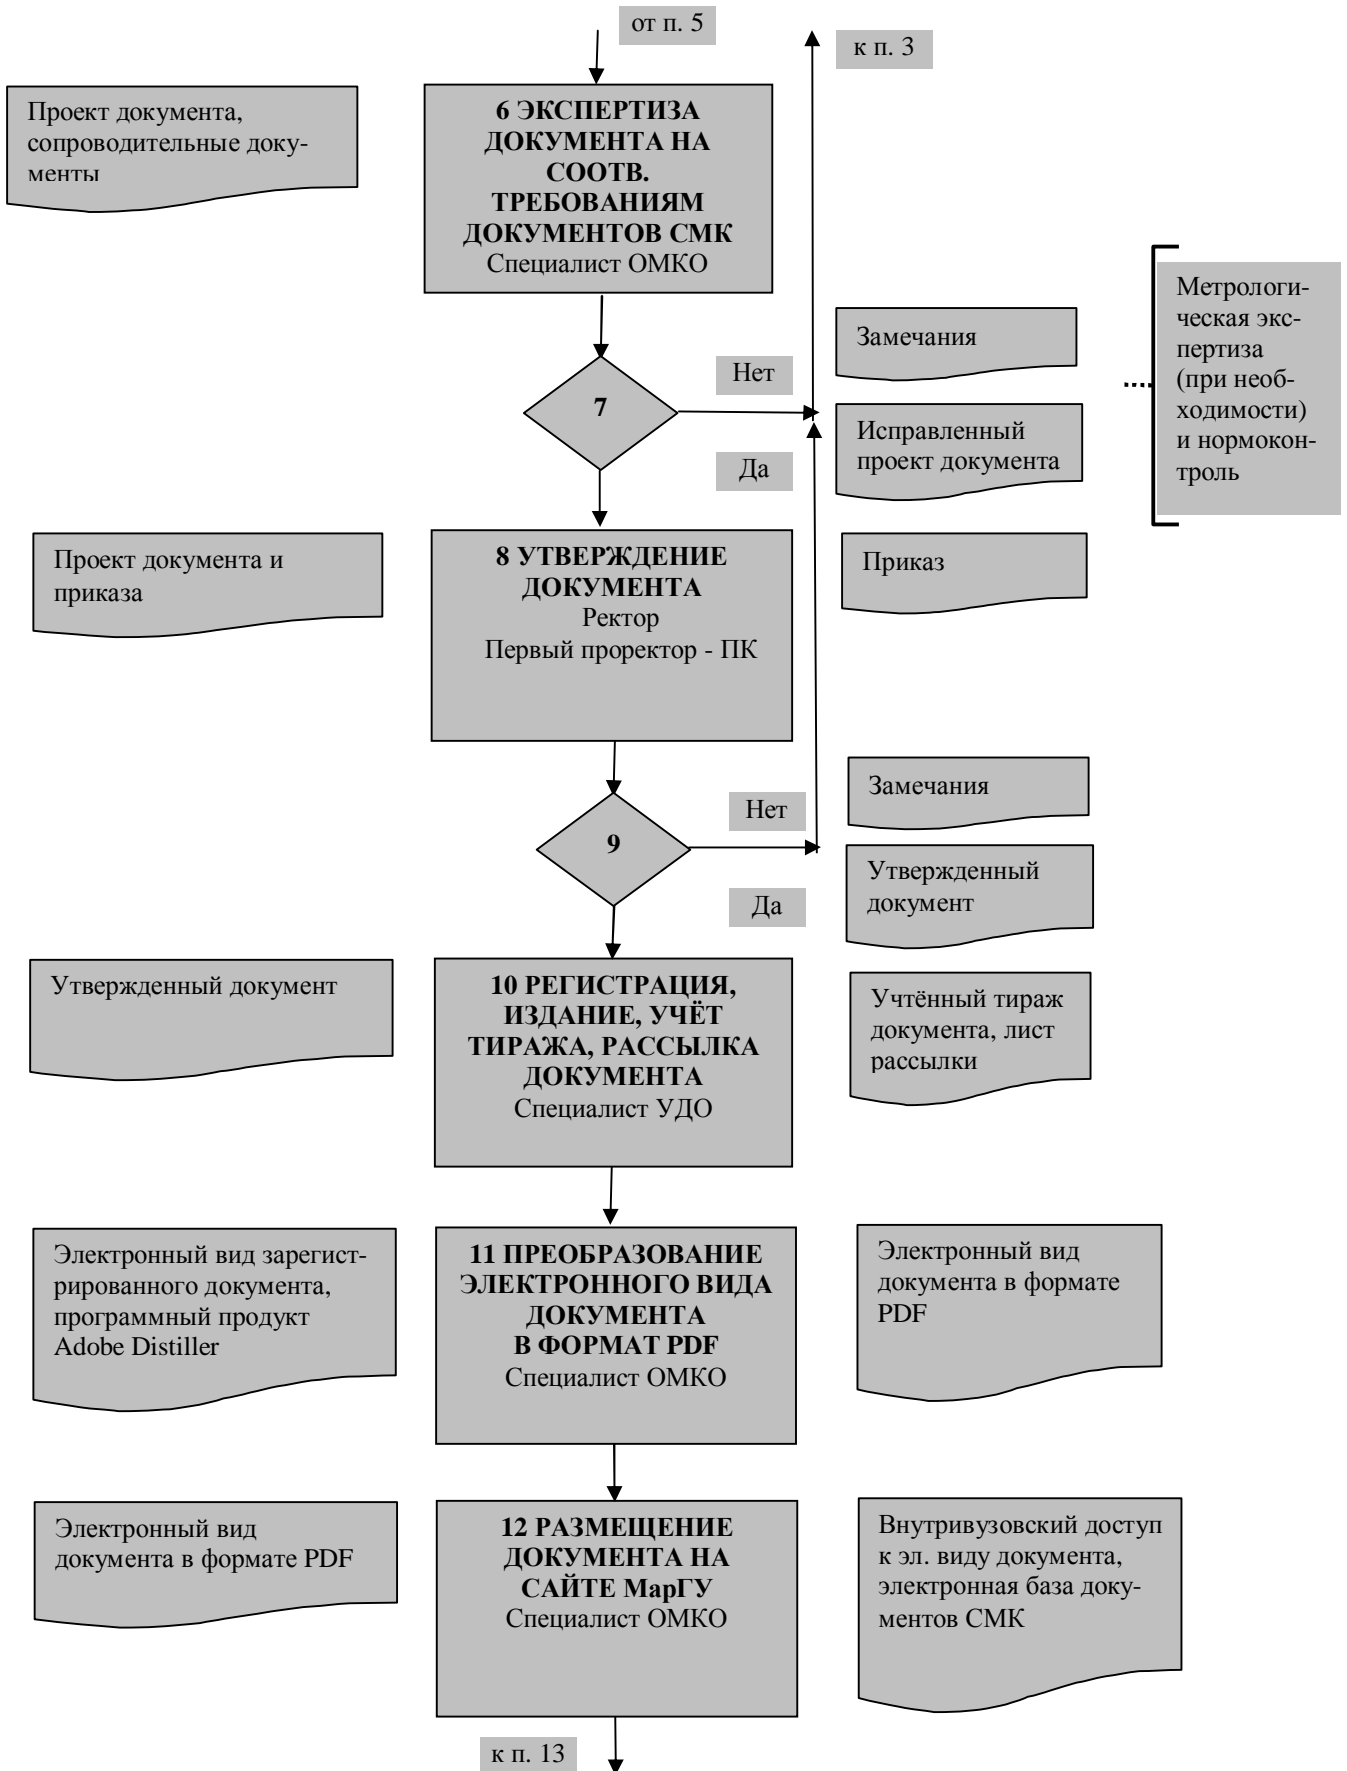 от п. 5
к п. 3
Проект документа,
сопроводительные доку-
менты
6 ЭКСПЕРТИЗА
ДОКУМЕНТА НА
СООТВ.
ТРЕБОВАНИЯМ
ДОКУМЕНТОВ СМК
Специалист ОМКО
Метрологи-
ческая экс-
пертиза
(при необ-
ходимости)
и нормокон-
троль
Замечания
Нет
7
Исправленный
проект документа
Да
Проект документа и
приказа
8 УТВЕРЖДЕНИЕ
ДОКУМЕНТА
Ректор
Первый проректор - ПК
Приказ
Замечания
Нет
9
Утвержденный
документ
Да
Утвержденный документ
10 РЕГИСТРАЦИЯ,
ИЗДАНИЕ, УЧЁТ
ТИРАЖА, РАССЫЛКА
ДОКУМЕНТА
Специалист УДО
Учтённый тираж
документа, лист
рассылки
Электронный вид зарегист-
рированного документа,
программный продукт
Adobe Distiller
11 ПРЕОБРАЗОВАНИЕ
ЭЛЕКТРОННОГО ВИДА
ДОКУМЕНТА
В ФОРМАТ PDF
Специалист ОМКО
Электронный вид
документа в формате
PDF
Электронный вид
документа в формате PDF
12 РАЗМЕЩЕНИЕ
ДОКУМЕНТА НА
САЙТЕ МарГУ
Специалист ОМКО
Внутривузовский доступ
к эл. виду документа,
электронная база доку-
ментов СМК
к п. 13